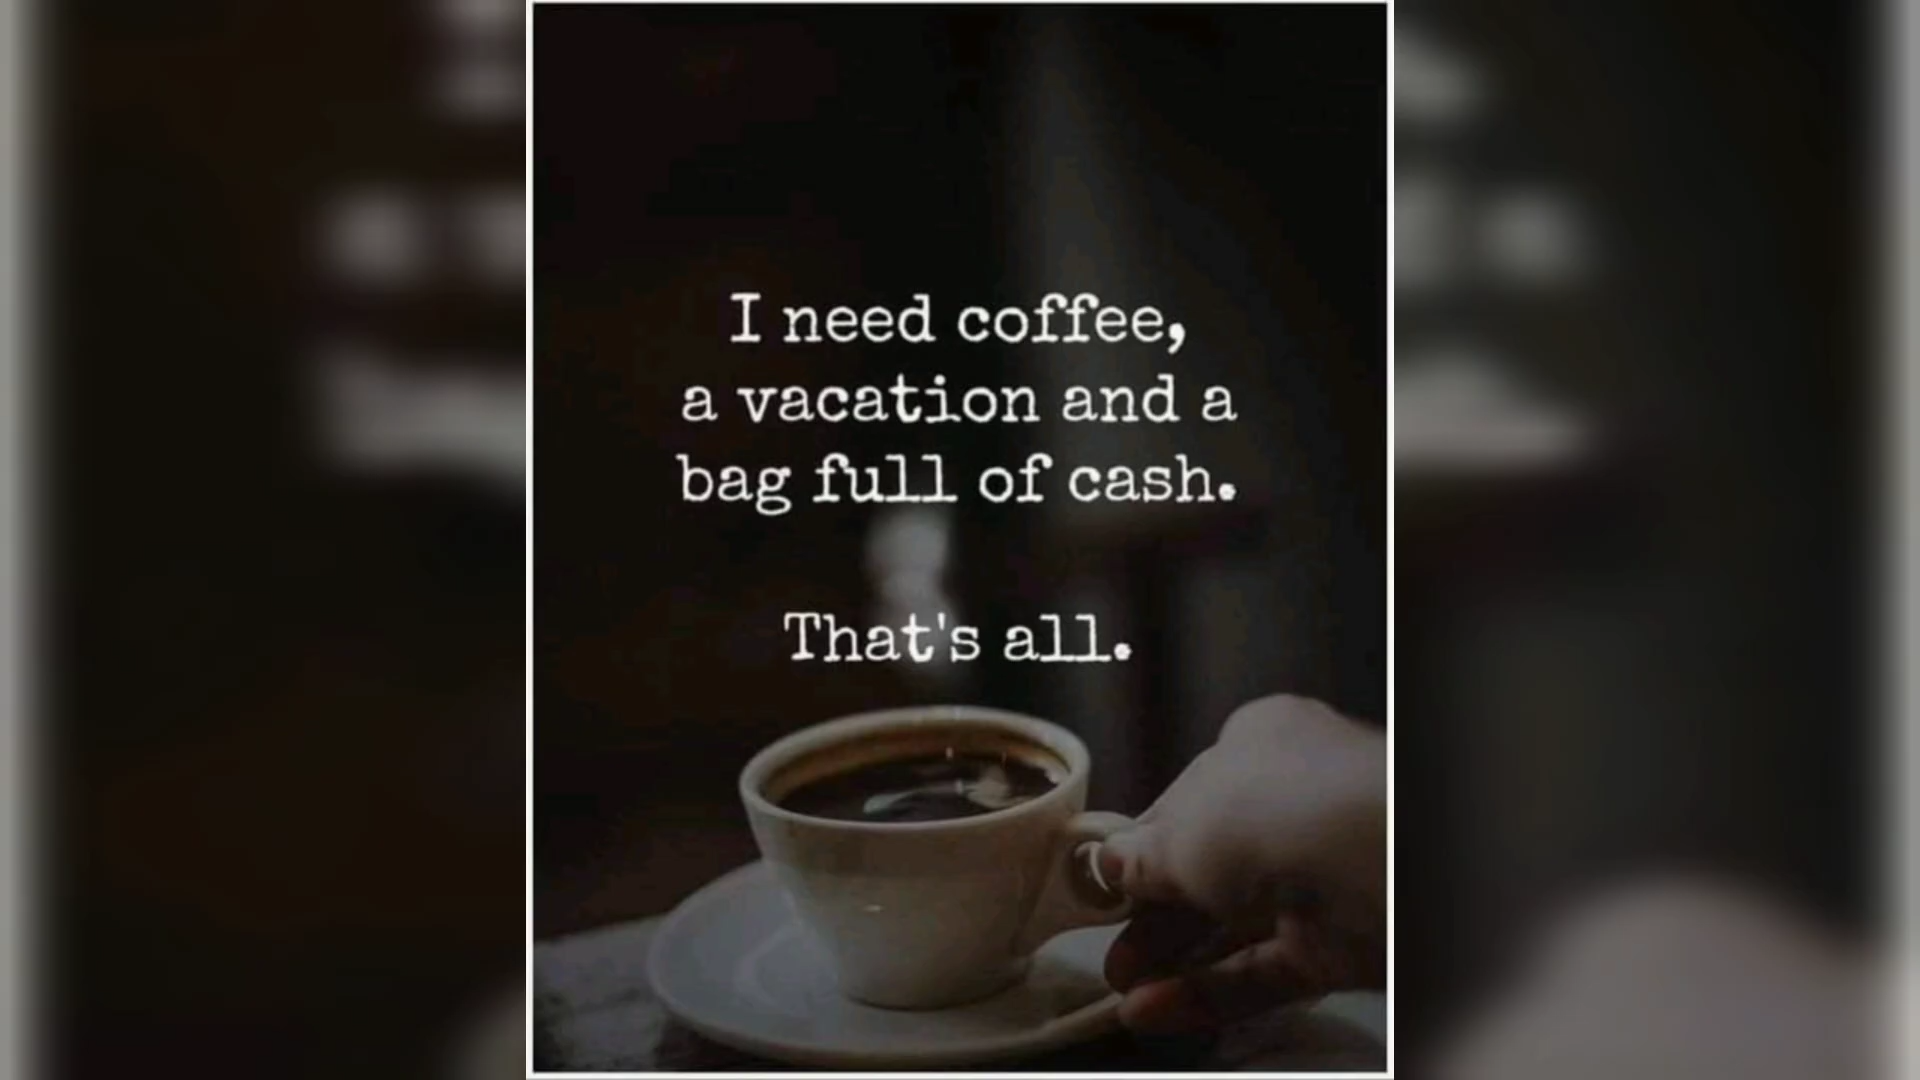 I need coffee,
a vacation and a
bag full of cash.
That's all.